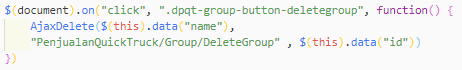 $(document).on("click", ".dpqt-group-button-deletegroup", function() {
    AjaxDelete($(this).data("name"),
    "PenjualanQuickTruck/Group/DeleteGroup" , $(this).data("id"))
})